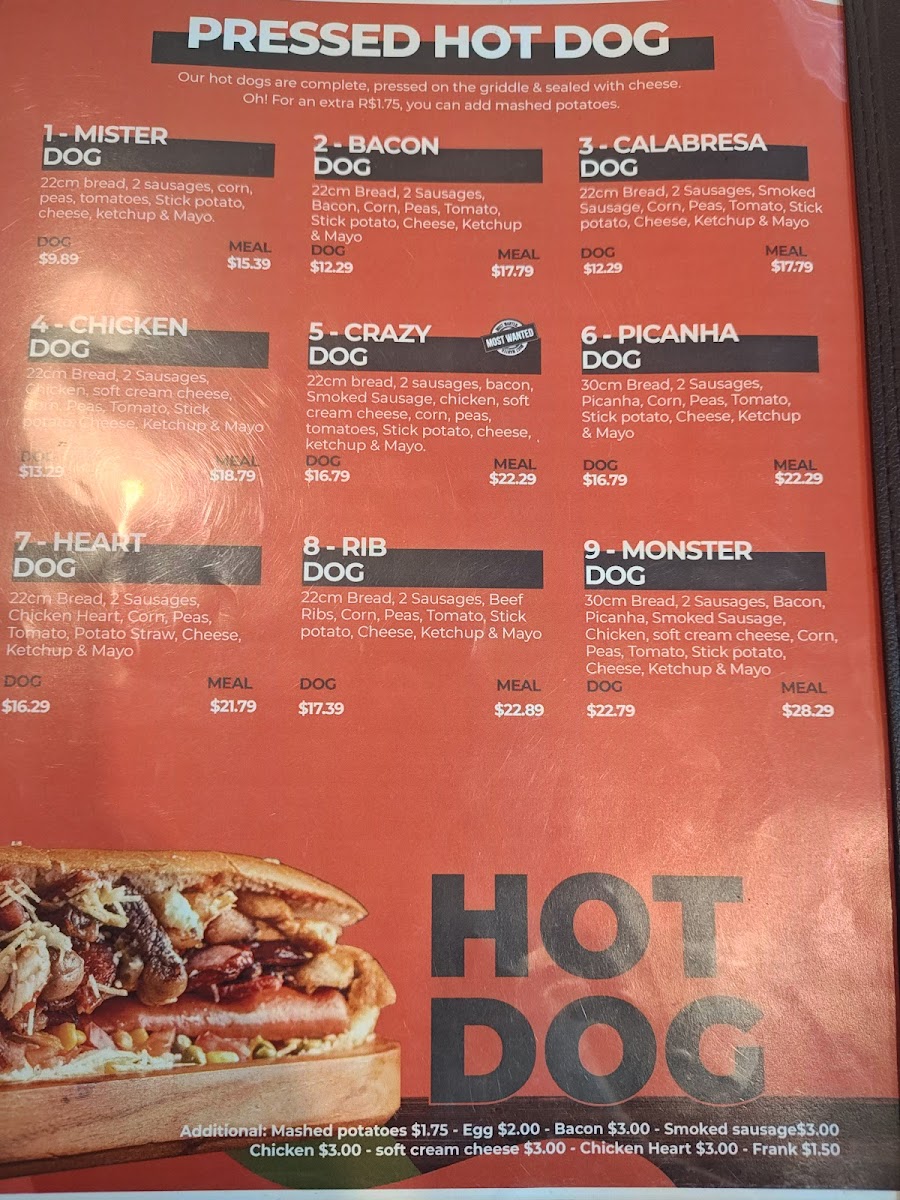 PRESSED HOT DOG
Our hot dogs are complete, pressed on the griddle & sealed with cheese.
Oh! For an extra R$1.75, you can add mashed potatoes.
1 - MISTER
DOG
22cm bread, 2 sausages, corn,
peas, tomatoes, Stick potato,
cheese, ketchup & Mayo.
DOG MEAL
$9.89 $15.39
2 - BACON
DOG
22cm Bread, 2 Sausages,
Bacon, Corn, Peas, Tomato,
Stick potato, Cheese, Ketchup
& Mayo
DOG MEAL
$12.29 $17.79
3 - CALABRESA
DOG
22cm Bread, 2 Sausages, Smoked
Sausage, Corn, Peas, Tomato, Stick
potato, Cheese, Ketchup & Mayo
DOG MEAL
$12.29 $17.79
4 - CHICKEN
DOG
22cm Bread, 2 Sausages,
Chicken, soft cream cheese,
Corn, Peas, Tomato, Stick
potato, Cheese, Ketchup & Mayo
DOG MEAL
$13.29 $18.79
5 - CRAZY
DOG
MOST WANTED
22cm bread, 2 sausages, bacon,
Smoked Sausage, chicken, soft
cream cheese, corn, peas,
tomatoes, Stick potato, cheese,
ketchup & Mayo.
DOG MEAL
$16.79 $22.29
6 - PICANHA
DOG
30cm Bread, 2 Sausages,
Picanha, Corn, Peas, Tomato,
Stick potato, Cheese, Ketchup
& Mayo
DOG MEAL
$16.79 $22.29
7 - HEART
DOG
22cm Bread, 2 Sausages,
Chicken Heart, Corn, Peas,
Tomato, Potato Straw, Cheese,
Ketchup & Mayo
DOG MEAL
$16.29 $21.79
8 - RIB
DOG
22cm Bread, 2 Sausages, Beef
Ribs, Corn, Peas, Tomato, Stick
potato, Cheese, Ketchup & Mayo
DOG MEAL
$17.39 $22.89
9 - MONSTER
DOG
30cm Bread, 2 Sausages, Bacon,
Picanha, Smoked Sausage,
Chicken, soft cream cheese, Corn,
Peas, Tomato, Stick potato,
Cheese, Ketchup & Mayo
DOG MEAL
$22.79 $28.29
HOT
DOG
Additional: Mashed potatoes $1.75 - Egg $2.00 - Bacon $3.00 - Smoked sausage$3.00
Chicken $3.00 - soft cream cheese $3.00 - Chicken Heart $3.00 - Frank $1.50